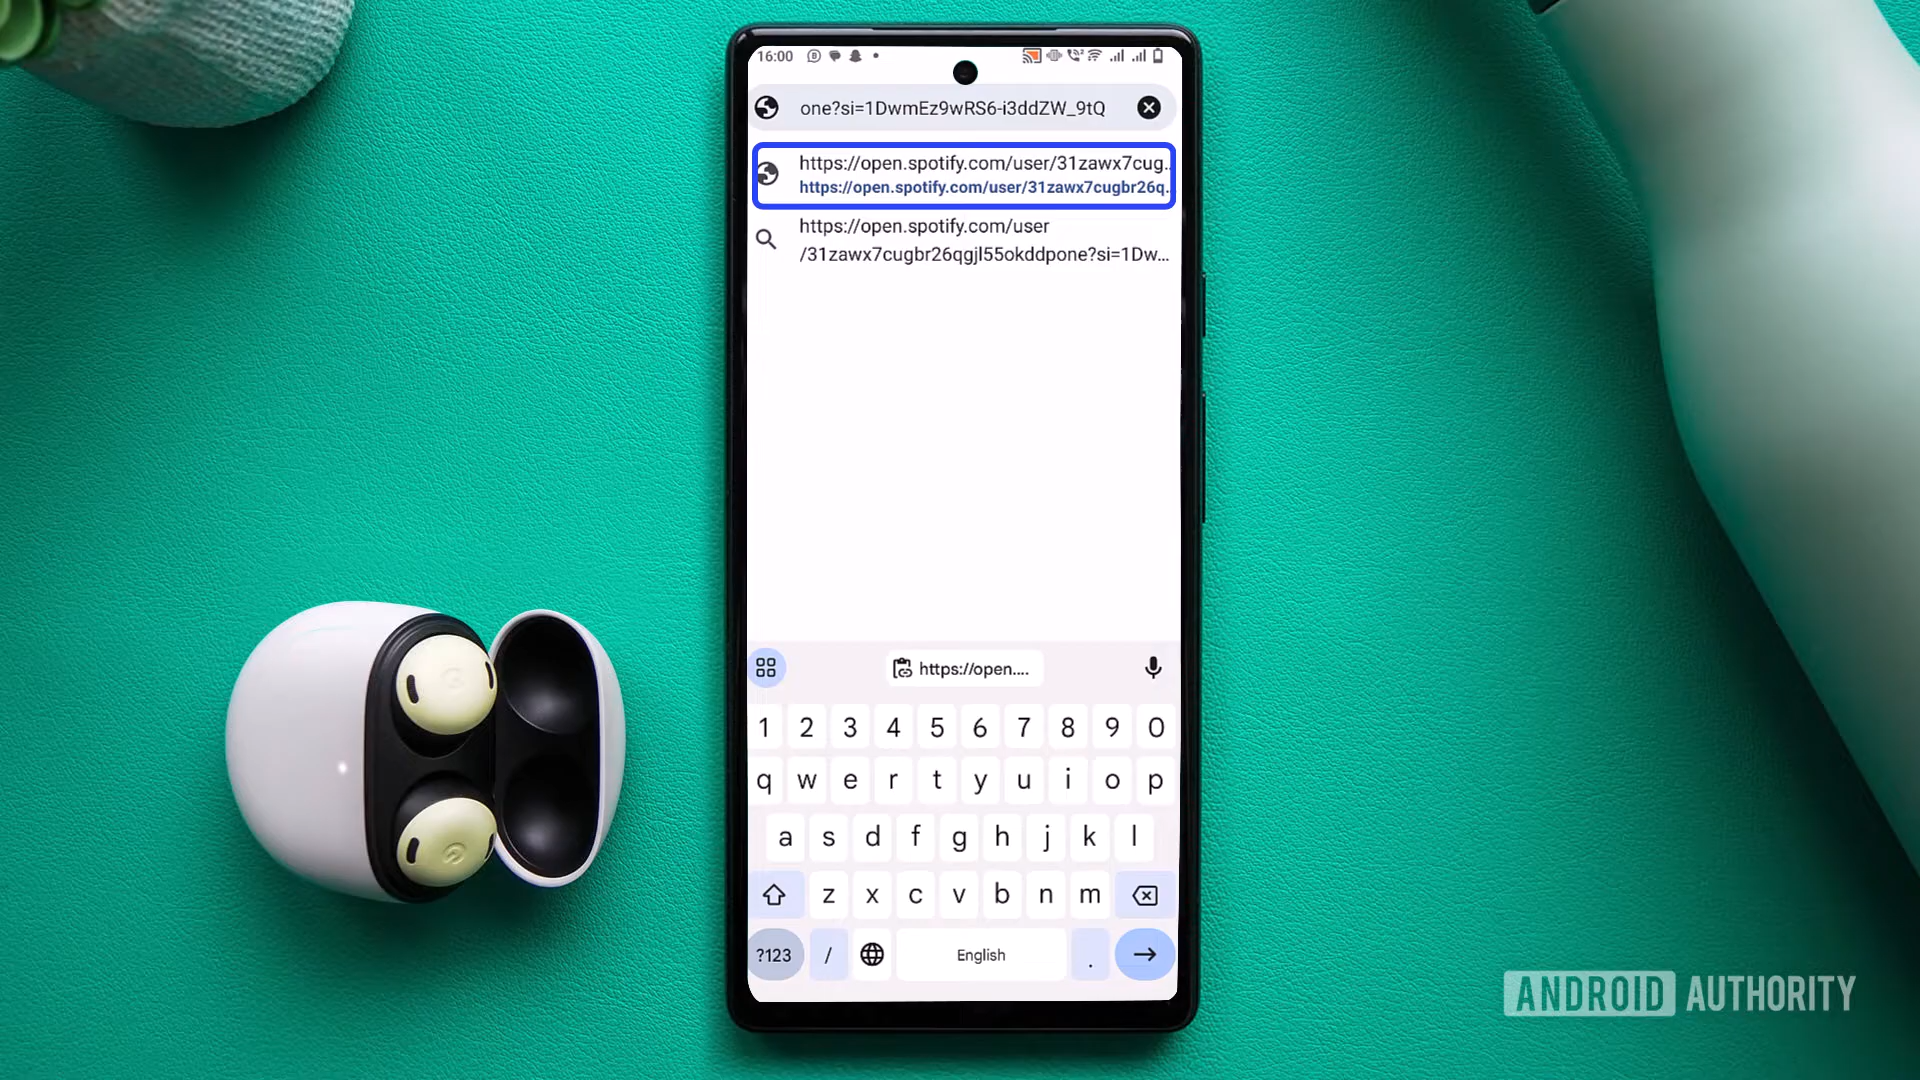 16:00
one?si=1DwmEz9wRS6-i3ddZW_9tQ
https://open.spotify.com/user/31zawx7cug...
https://open.spotify.com/user/31zawx7cugbr26q...
https://open.spotify.com/user
/31zawx7cugbr26qgjl55okddpone?si=1Dw...
https://open....
1 2 3 4 5 6 7 8 9 0
q w e r t y u i o p
a s d f g h j k l
z x c v b n m
?123 / English .
ANDROID AUTHORITY